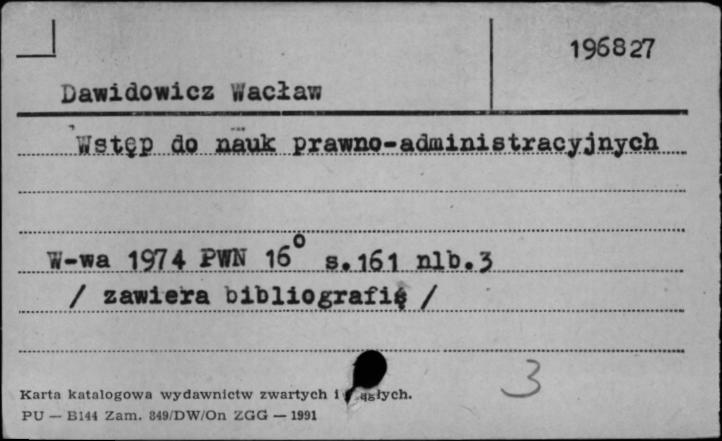 196827
Dawidowicz Wacław
Wstęp do nauk prawno-administracyjnych
W-wa 1974 PWN 16° s.161 nlb.3
/ zawiera bibliografię /
3
Karta katalogowa wydawnictw zwartych i
PU — B144 Zam. 849/DW/On ZGG — 1991